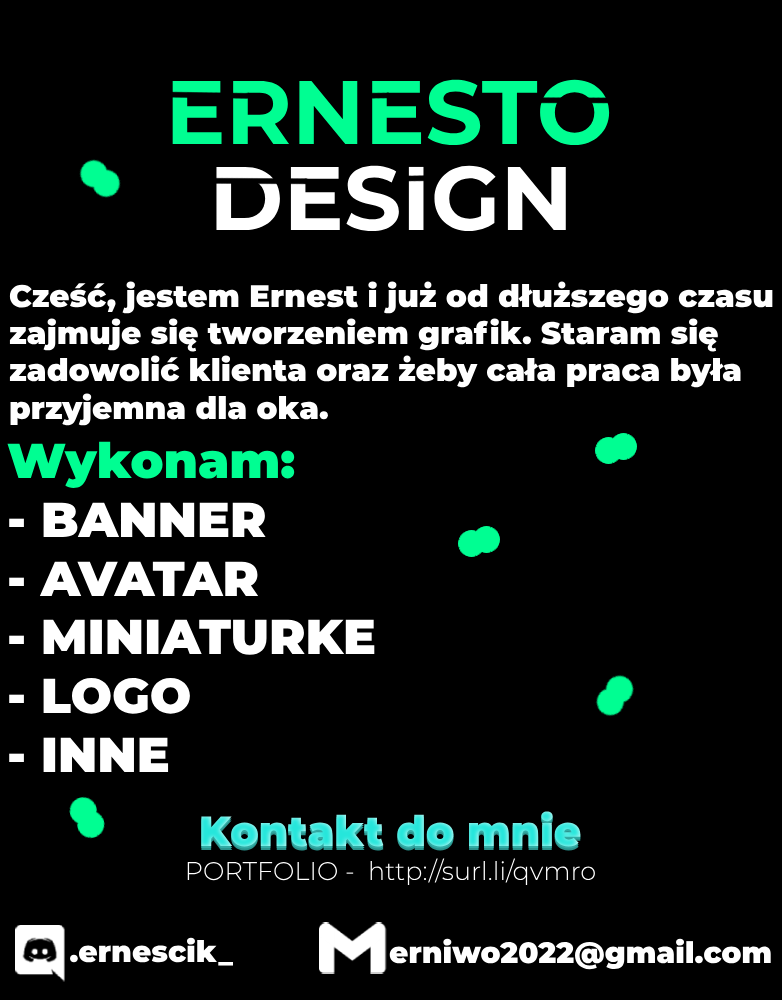 ERNESTO
DESiGN
Cześć, jestem Ernest i już od dłuższego czasu
zajmuje się tworzeniem grafik. Staram się
zadowolić klienta oraz żeby cała praca była
przyjemna dla oka.
Wykonam:
- BANNER
- AVATAR
- MINIATURKE
- LOGO
- INNE
Kontakt do mnie
PORTFOLIO - http://surl.li/qvmro
.ernescik_
erniwo2022@gmail.com